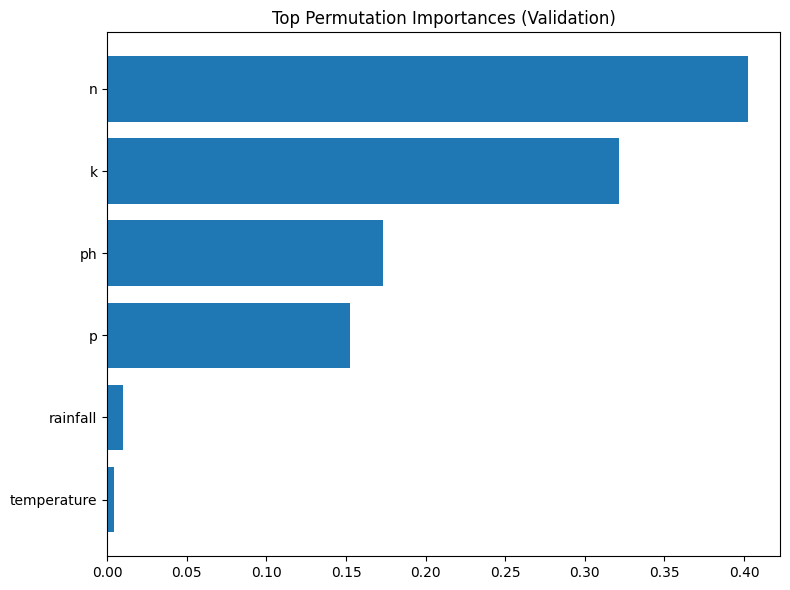 Top Permutation Importances (Validation)
n
k
ph
p
rainfall
temperature
0.00 0.05 0.10 0.15 0.20 0.25 0.30 0.35 0.40